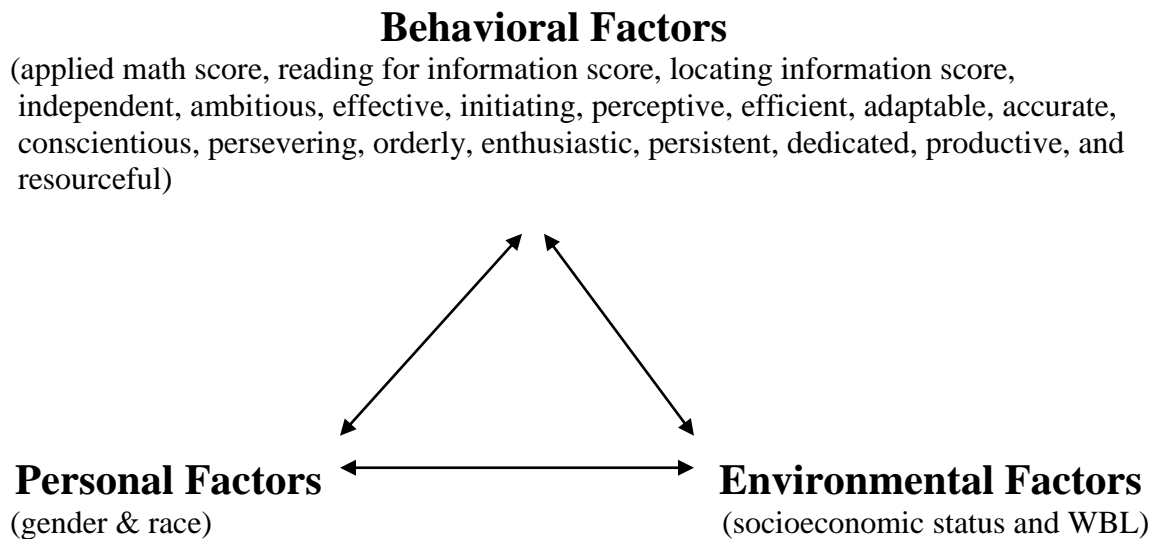 Behavioral Factors
(applied math score, reading for information score, locating information score,
independent, ambitious, effective, initiating, perceptive, efficient, adaptable, accurate,
conscientious, persevering, orderly, enthusiastic, persistent, dedicated, productive, and
resourceful)
Personal Factors
(gender & race)
Environmental Factors
(socioeconomic status and WBL)